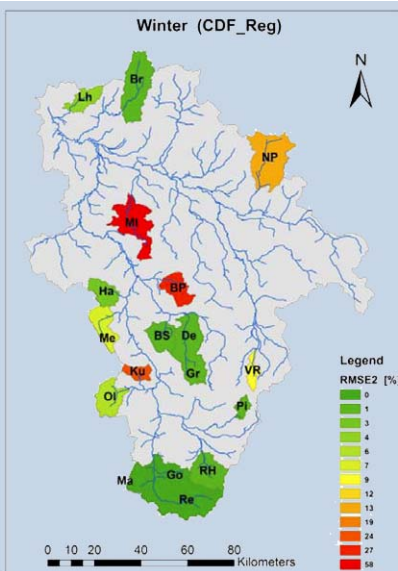 Winter (CDF_Reg)
N
Br
Lh
NP
Mt
Ha
BP
Me
BS De
Ku
Gr
VR
Ol
Pi
Ma
Go
RH
Re
Legend
RMSE2 [%]
0
1
3
4
6
7
9
12
13
19
24
27
58
0 10 20 40 60 80
Kilometers